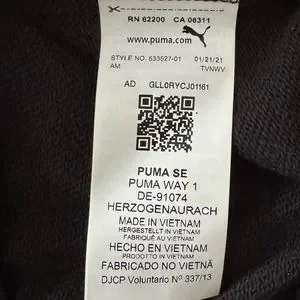 RN 62200 CA 06311
www.puma.com
STYLE NO. 533527-01 01/21/21
AM TVNWV
AD GLL0RYCJ01161
PUMA SE
PUMA WAY 1
DE-91074
HERZOGENAURACH
MADE IN VIETNAM
HERGESTELLT IN VIETNAM
FABRIQUÉ AU VIETNAM
HECHO EN VIETNAM
PRODOTTO IN VIETNAM
FABRICADO NO VIETNÃ
DJCP Voluntario Nº 337/13